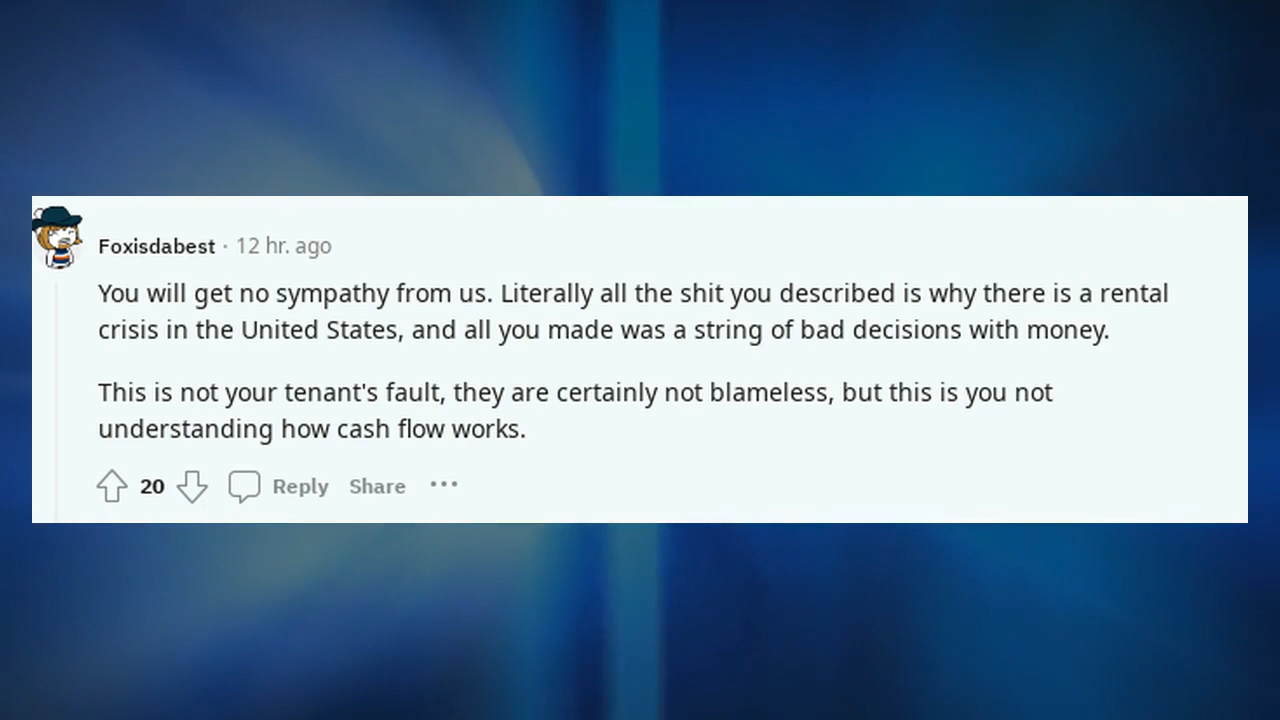 Foxisdabest · 12 hr. ago
You will get no sympathy from us. Literally all the shit you described is why there is a rental
crisis in the United States, and all you made was a string of bad decisions with money.
This is not your tenant's fault, they are certainly not blameless, but this is you not
understanding how cash flow works.
20 Reply Share •••